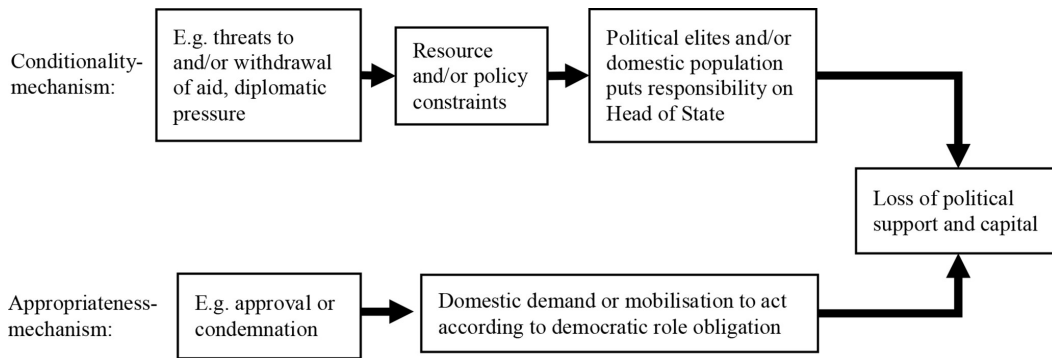 Conditionality-
mechanism:
E.g. threats to
and/or withdrawal
of aid, diplomatic
pressure
Resource
and/or policy
constraints
Political elites and/or
domestic population
puts responsibility on
Head of State
Loss of political
support and capital
Appropriateness-
mechanism:
E.g. approval or
condemnation
Domestic demand or mobilisation to act
according to democratic role obligation